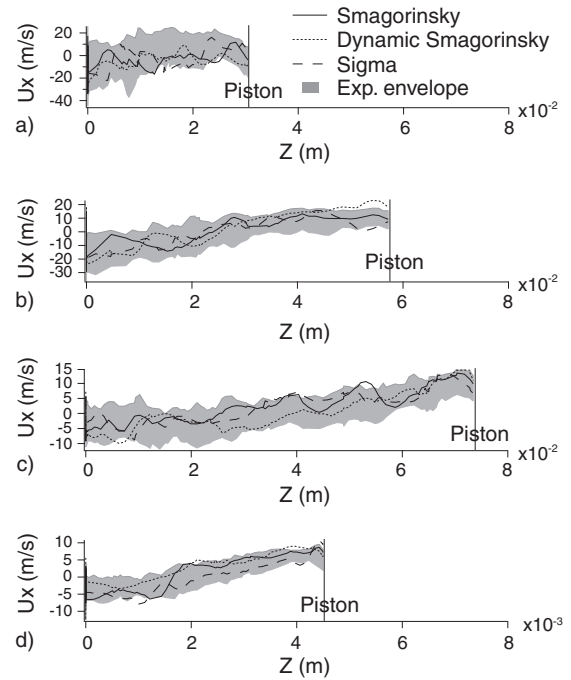 Smagorinsky
Dynamic Smagorinsky
Sigma
Exp. envelope
a)
Ux (m/s)
20
0
-20
-40
Piston
0 2 4 6 8
x10-2
Z (m)
b)
Ux (m/s)
20
10
0
-10
-20
-30
Piston
0 2 4 6 8
x10-2
Z (m)
c)
Ux (m/s)
15
10
5
0
-5
-10
Piston
0 2 4 6 8
x10-2
Z (m)
d)
Ux (m/s)
10
5
0
-5
-10
Piston
0 2 4 6 8
x10-3
Z (m)